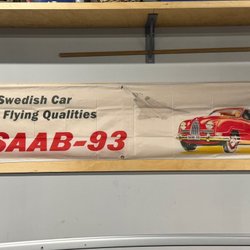 Swedish Car
Flying Qualities
SAAB-93